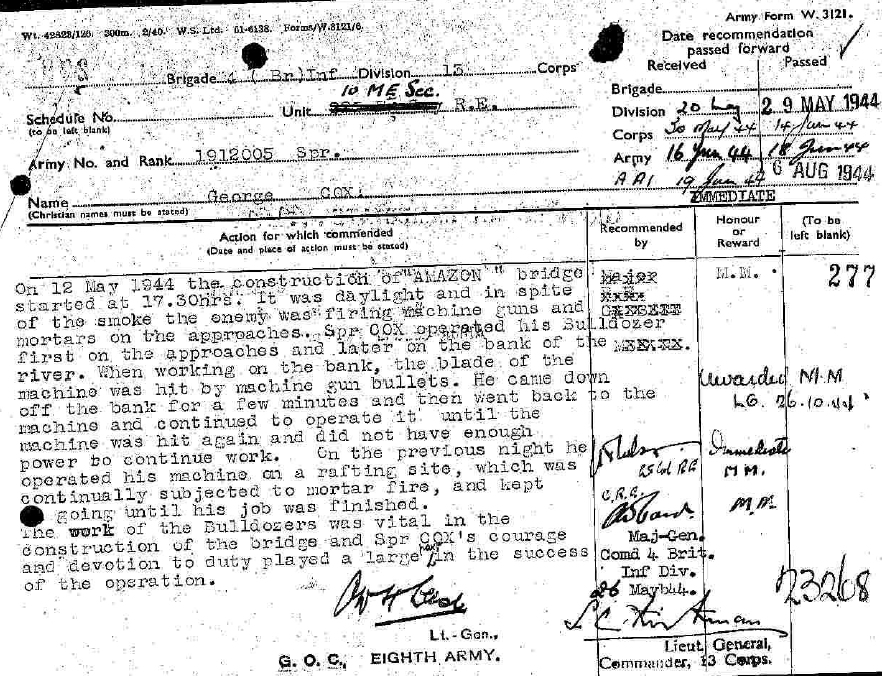 Wt. 42823/126. 300m. 2/40. W.S. Ltd. 51-6138. Forms/W.3121/6.
Army Form W. 3121.
Date recommendation
passed forward
Received Passed
Brigade 4 (Br) Inf Division 13 Corps
10 ME Sec.
Unit R.E.
Schedule No.
(to be left blank)
Brigade
Division 20 May 29 MAY 1944
Corps 30 May 44 14 Jun 44
Army 16 Jun 44 18 Jun 44
A A I 19 Jun 44 6 AUG 1944
Army No. and Rank 1912005 Spr.
Name George COX.
(Christian names must be stated)
IMMEDIATE
Action for which commended
(Date and place of action must be stated)
Recommended
by
Honour
or
Reward
(To be
left blank)
On 12 May 1944 the construction of "AMAZON" bridge
started at 17.30hrs. It was daylight and in spite
of the smoke the enemy was firing machine guns and
mortars on the approaches. Spr COX operated his Bulldozer
first on the approaches and later on the bank of the
river. When working on the bank, the blade of the
machine was hit by machine gun bullets. He came down
off the bank for a few minutes and then went back to the
machine and continued to operate it until the
machine was hit again and did not have enough
power to continue work. On the previous night he
operated his machine on a rafting site, which was
continually subjected to mortar fire, and kept
going until his job was finished.
The work of the Bulldozers was vital in the
construction of the bridge and Spr COX's courage
and devotion to duty played a large part in the success
of the operation.
Major
M.M.
277
Awarded M.M
LG. 26.10.44
Lt Col RE
C.R.E.
Immediate
MM.
M.M.
Maj-Gen.
Comd 4 Brit.
Inf Div.
26 May 44.
23268
Lt.-Gen.,
G. O. C., EIGHTH ARMY.
S. C. Kirkman
Lieut General,
Commander, 13 Corps.